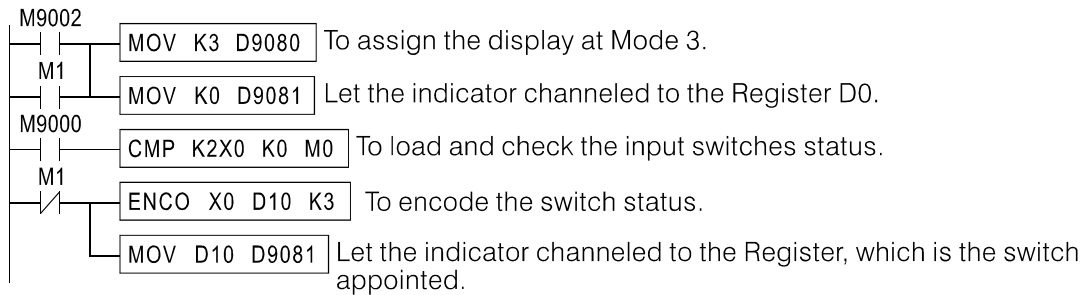 M9002
MOV K3 D9080 To assign the display at Mode 3.
M1
MOV K0 D9081 Let the indicator channeled to the Register D0.
M9000
CMP K2X0 K0 M0 To load and check the input switches status.
M1
ENCO X0 D10 K3 To encode the switch status.
MOV D10 D9081 Let the indicator channeled to the Register, which is the switch
appointed.